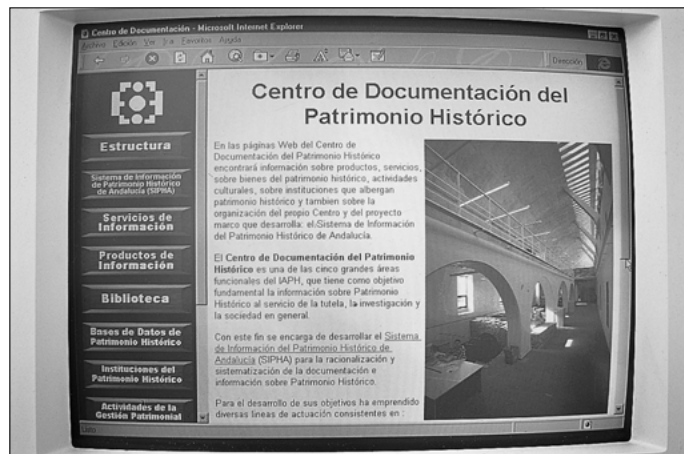 Centro de Documentación - Microsoft Internet Explorer
Archivo Edición Ver Ir a Favoritos Ayuda
Dirección
Estructura
Sistema de Información
de Patrimonio Histórico
de Andalucía (SIPHA)
Servicios de
Información
Productos de
Información
Biblioteca
Bases de Datos de
Patrimonio Histórico
Instituciones del
Patrimonio Histórico
Actividades de la
Gestión Patrimonial
Centro de Documentación del
Patrimonio Histórico
En las páginas Web del Centro de
Documentación del Patrimonio Histórico
encontrará información sobre productos, servicios,
sobre bienes del patrimonio histórico, actividades
culturales, sobre instituciones que albergan
patrimonio histórico y tambien sobre la
organización del propio Centro y del proyecto
marco que desarrolla: el Sistema de Información
del Patrimonio Histórico de Andalucía.
El Centro de Documentación del Patrimonio
Histórico es una de las cinco grandes áreas
funcionales del IAPH, que tiene como objetivo
fundamental la información sobre Patrimonio
Histórico al servicio de la tutela, la investigación y
la sociedad en general.
Con este fin se encarga de desarrollar el Sistema
de Información del Patrimonio Histórico de
Andalucía (SIPHA) para la racionalización y
sistematización de la documentación e
información sobre Patrimonio Histórico.
Para el desarrollo de sus objetivos ha emprendido
diversas lineas de actuación consistentes en :
Listo